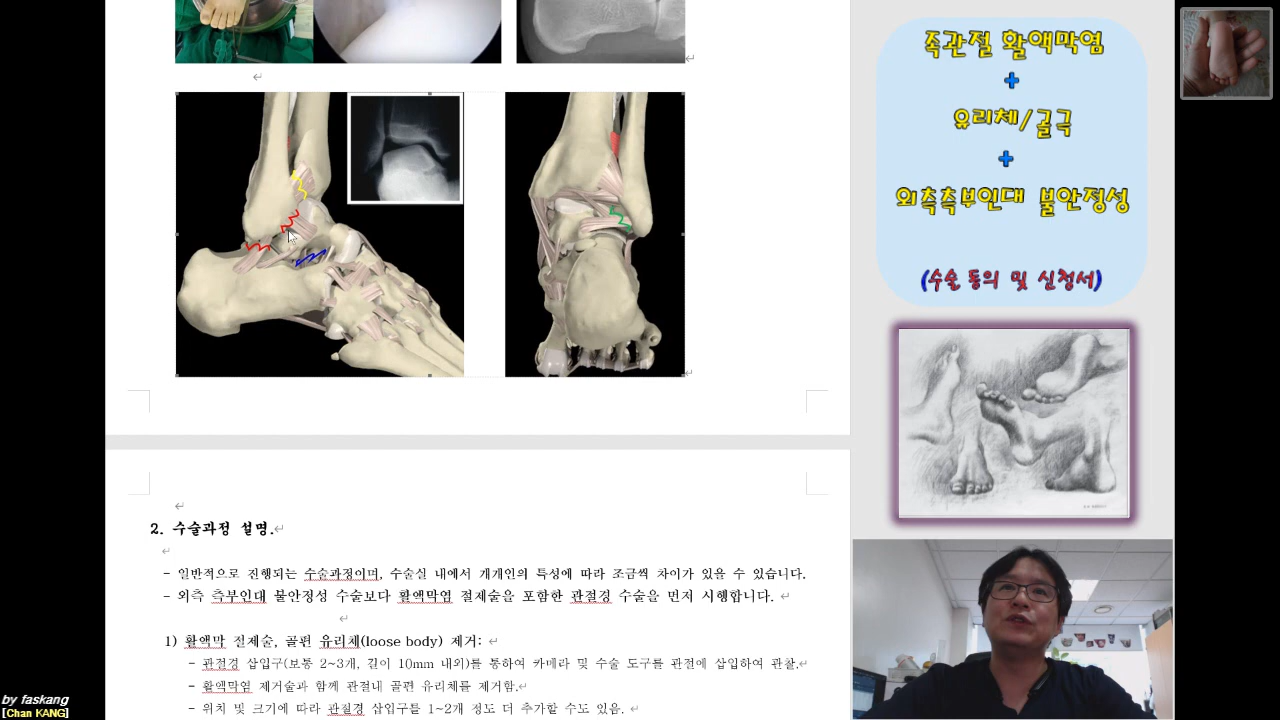 족관절 활액막염
+
유리체/골극
+
외측측부인대 불안정성
(수술 동의 및 신청서)
2. 수술과정 설명.
- 일반적으로 진행되는 수술과정이며, 수술실 내에서 개개인의 특성에 따라 조금씩 차이가 있을 수 있습니다.
- 외측 측부인대 불안정성 수술보다 활액막염 절제술을 포함한 관절경 수술을 먼저 시행합니다.
1) 활액막 절제술, 골편 유리체(loose body) 제거:
- 관절경 삽입구(보통 2~3개, 길이 10mm 내외)를 통하여 카메라 및 수술 도구를 관절에 삽입하여 관찰.
- 활액막염 제거술과 함께 관절내 골편 유리체를 제거함.
- 위치 및 크기에 따라 관절경 삽입구를 1~2개 정도 더 추가할 수도 있음.
by faskang
[Chan KANG]